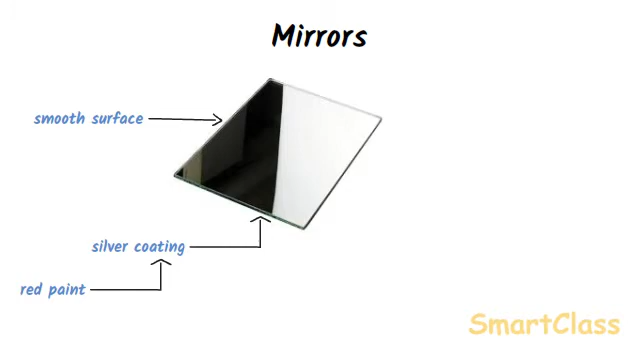 Mirrors
smooth surface
silver coating
red paint
SmartClass